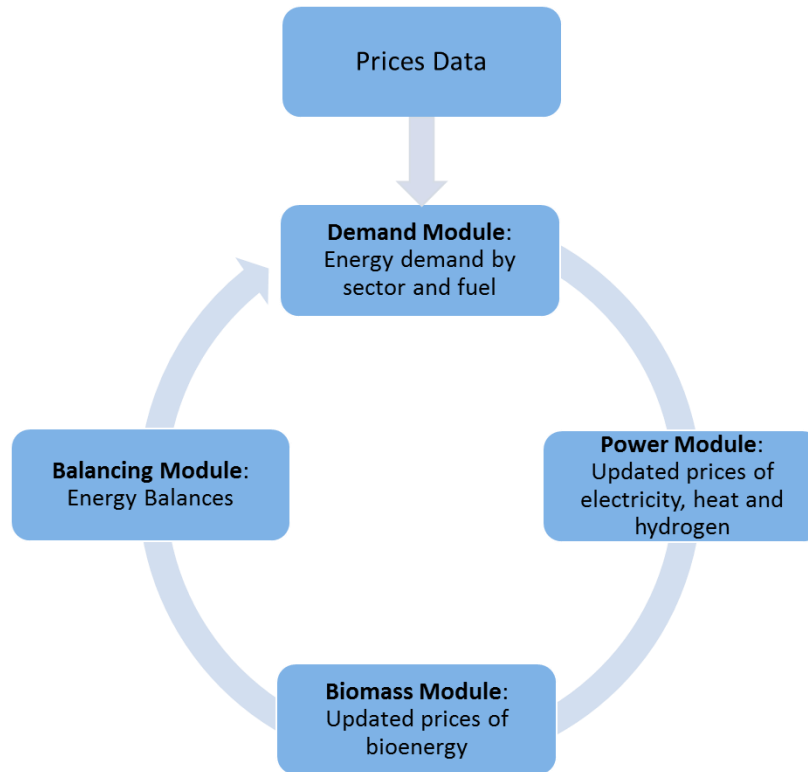 Prices Data
Demand Module:
Energy demand by
sector and fuel
Power Module:
Updated prices of
electricity, heat and
hydrogen
Balancing Module:
Energy Balances
Biomass Module:
Updated prices of
bioenergy